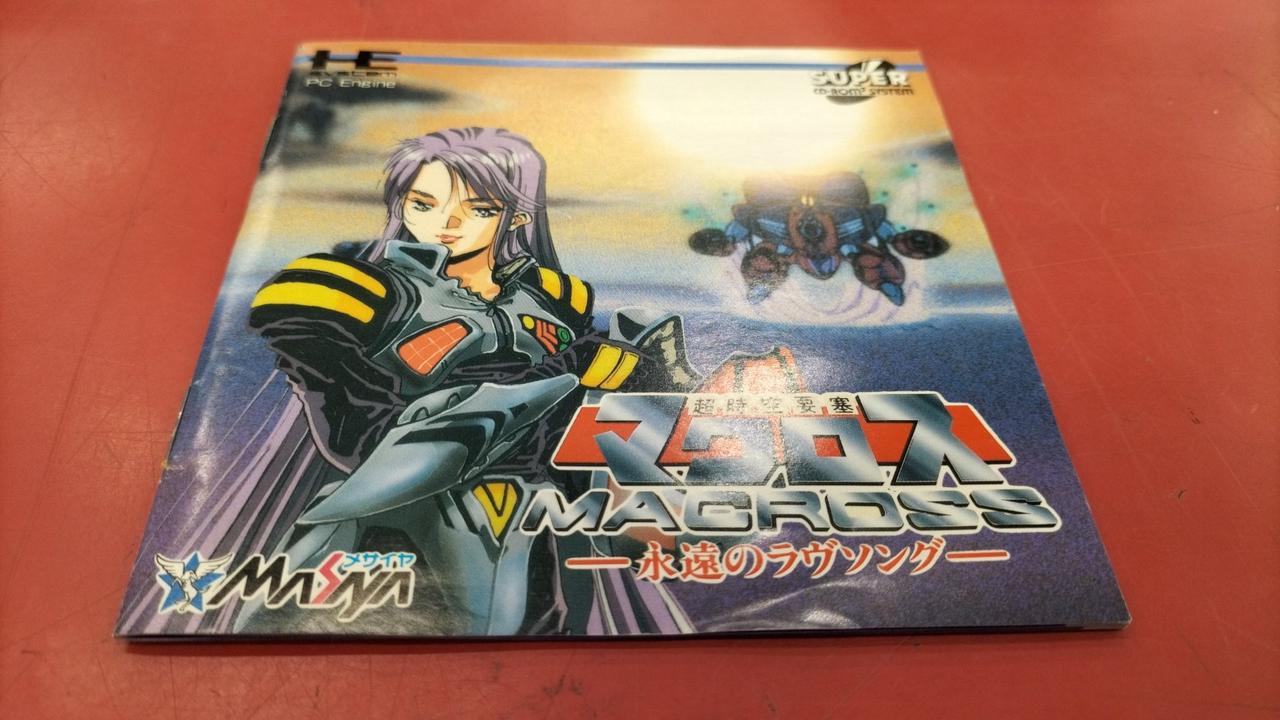 HE
PC Engine
SUPER
CD-ROM² SYSTEM
超時空要塞
マクロス
MACROSS
永遠のラヴソング
メサイヤ
MASAYA